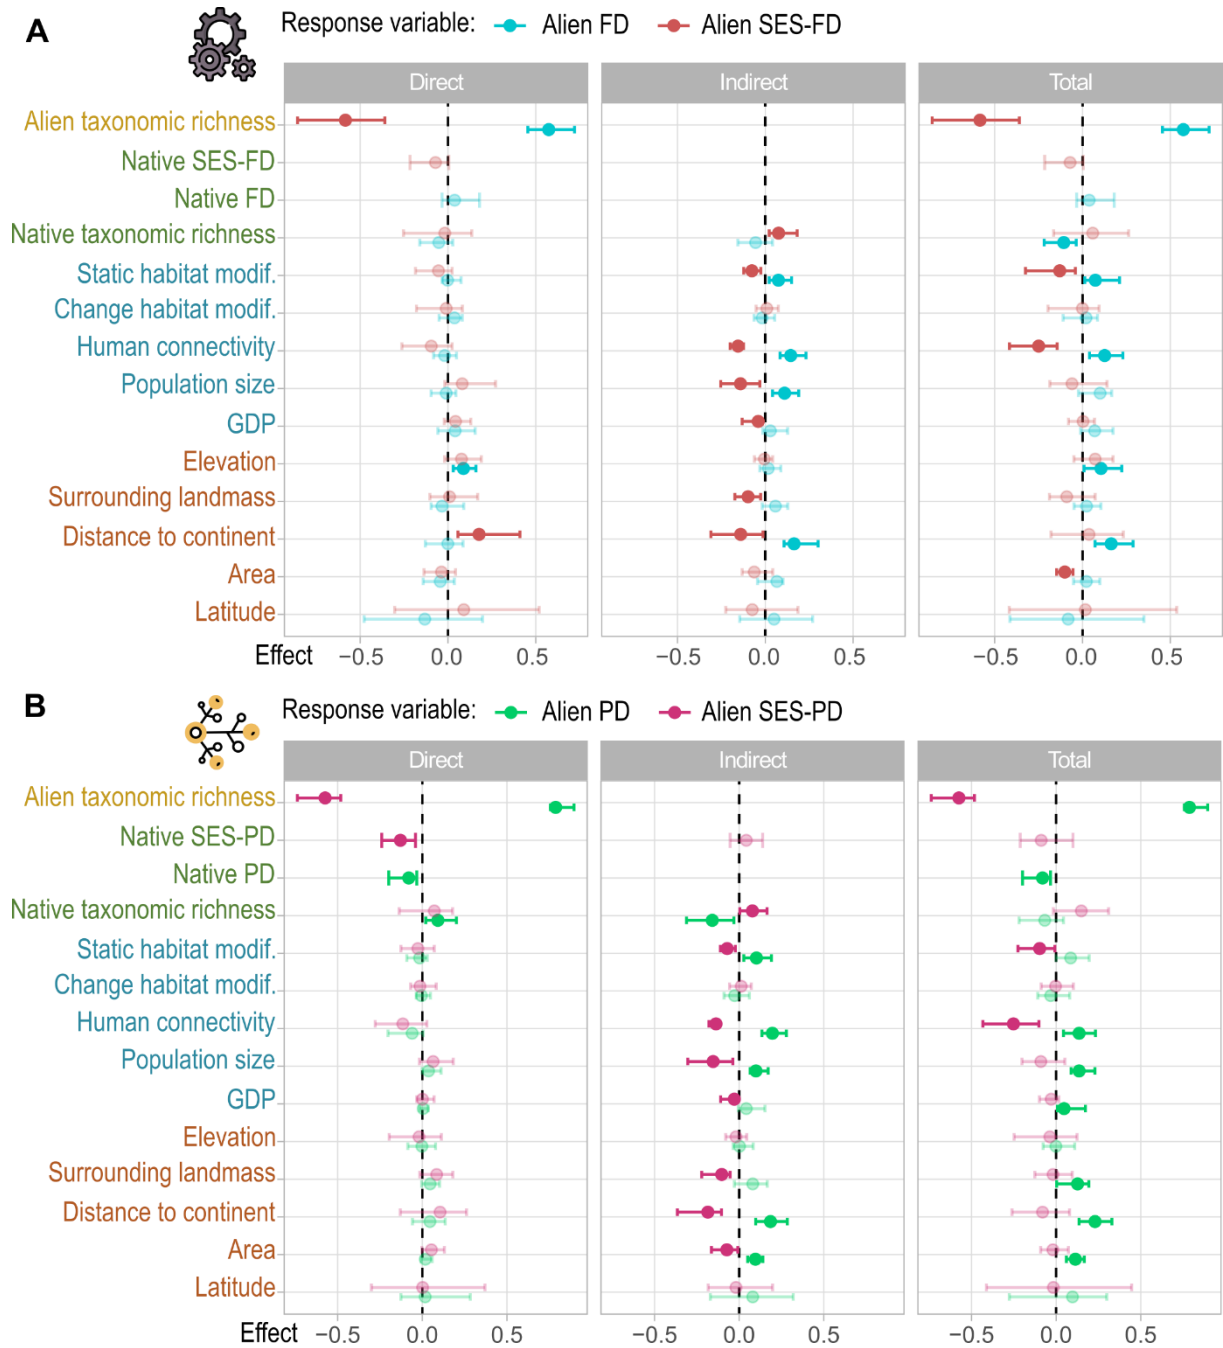 A
Response variable: Alien FD Alien SES-FD
Direct Indirect Total
Alien taxonomic richness
Native SES-FD
Native FD
Native taxonomic richness
Static habitat modif.
Change habitat modif.
Human connectivity
Population size
GDP
Elevation
Surrounding landmass
Distance to continent
Area
Latitude
Effect −0.5 0.0 0.5 −0.5 0.0 0.5 −0.5 0.0 0.5
B
Response variable: Alien PD Alien SES-PD
Direct Indirect Total
Alien taxonomic richness
Native SES-PD
Native PD
Native taxonomic richness
Static habitat modif.
Change habitat modif.
Human connectivity
Population size
GDP
Elevation
Surrounding landmass
Distance to continent
Area
Latitude
Effect −0.5 0.0 0.5 −0.5 0.0 0.5 −0.5 0.0 0.5